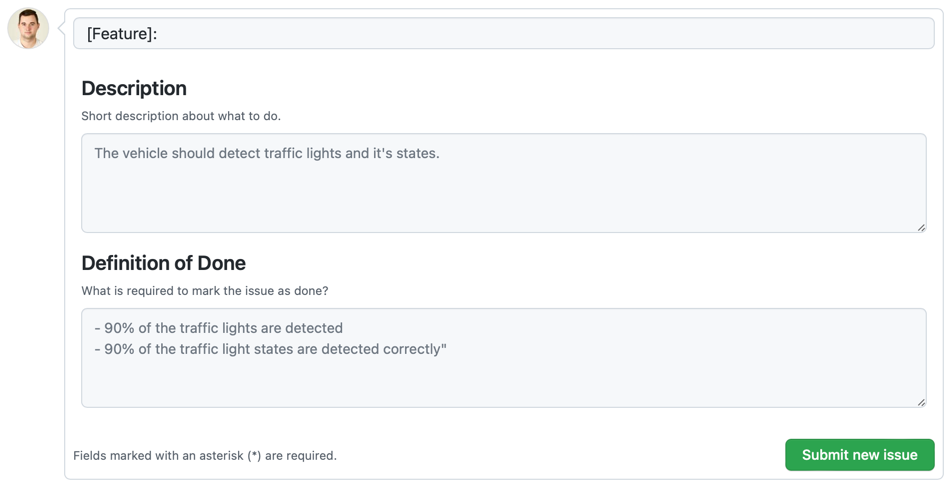 [Feature]:
Description
Short description about what to do.
The vehicle should detect traffic lights and it's states.
Definition of Done
What is required to mark the issue as done?
- 90% of the traffic lights are detected
- 90% of the traffic light states are detected correctly"
Fields marked with an asterisk (*) are required.
Submit new issue